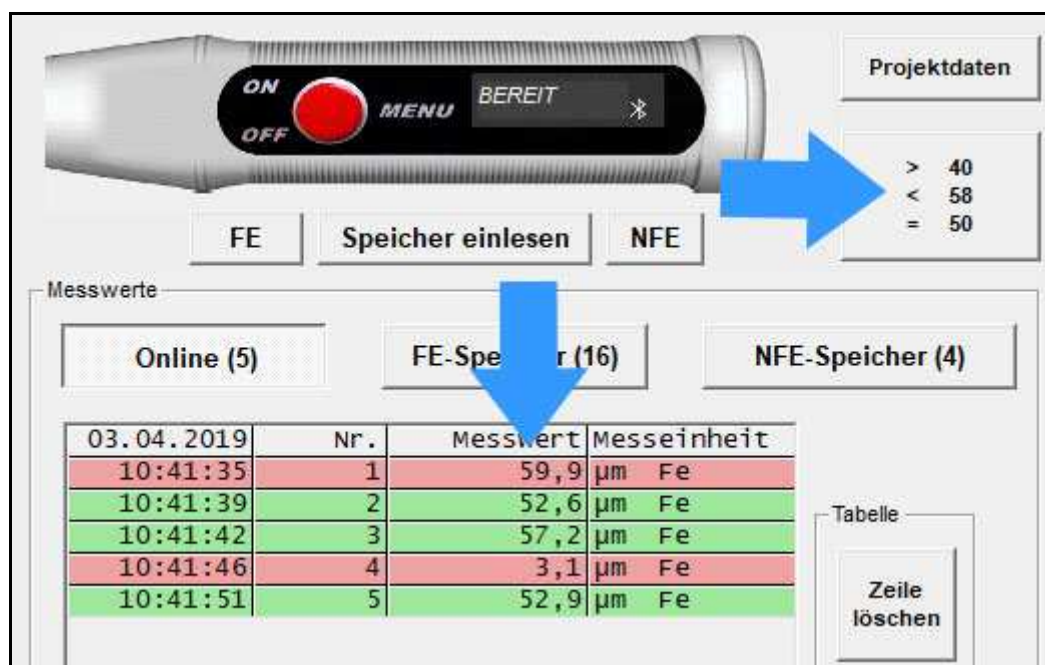 ON
OFF
MENU
BEREIT
Projektdaten
> 40
< 58
= 50
FE
Speicher einlesen
NFE
Messwerte
Online (5)
(16)
NFE-Speicher (4)
03.04.2019 Nr. Messwert Messeinheit
10:41:35 1 59,9 µm Fe
10:41:39 2 52,6 µm Fe
10:41:42 3 57,2 µm Fe
10:41:46 4 3,1 µm Fe
10:41:51 5 52,9 µm Fe
Tabelle
Zeile
löschen